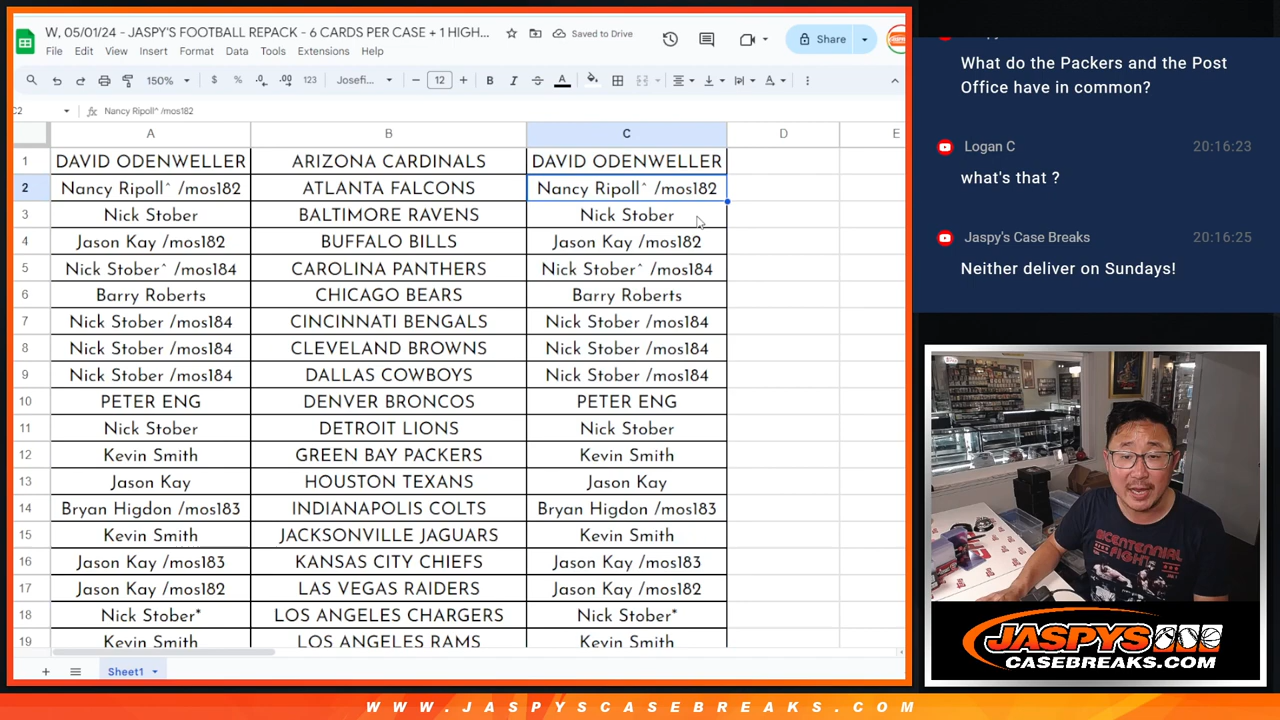 W, 05/01/24 - JASPY'S FOOTBALL REPACK - 6 CARDS PER CASE + 1 HIGH...
Saved to Drive
Share
File Edit View Insert Format Data Tools Extensions Help
150% $ % .0 .00 123 Josefi... − 12 + B I A
C2 fx Nancy Ripoll^ /mos182
A B C D E
1 DAVID ODENWELLER ARIZONA CARDINALS DAVID ODENWELLER
2 Nancy Ripoll^ /mos182 ATLANTA FALCONS Nancy Ripoll^ /mos182
3 Nick Stober BALTIMORE RAVENS Nick Stober
4 Jason Kay /mos182 BUFFALO BILLS Jason Kay /mos182
5 Nick Stober^ /mos184 CAROLINA PANTHERS Nick Stober^ /mos184
6 Barry Roberts CHICAGO BEARS Barry Roberts
7 Nick Stober /mos184 CINCINNATI BENGALS Nick Stober /mos184
8 Nick Stober /mos184 CLEVELAND BROWNS Nick Stober /mos184
9 Nick Stober /mos184 DALLAS COWBOYS Nick Stober /mos184
10 PETER ENG DENVER BRONCOS PETER ENG
11 Nick Stober DETROIT LIONS Nick Stober
12 Kevin Smith GREEN BAY PACKERS Kevin Smith
13 Jason Kay HOUSTON TEXANS Jason Kay
14 Bryan Higdon /mos183 INDIANAPOLIS COLTS Bryan Higdon /mos183
15 Kevin Smith JACKSONVILLE JAGUARS Kevin Smith
16 Jason Kay /mos183 KANSAS CITY CHIEFS Jason Kay /mos183
17 Jason Kay /mos182 LAS VEGAS RAIDERS Jason Kay /mos182
18 Nick Stober* LOS ANGELES CHARGERS Nick Stober*
19 Kevin Smith LOS ANGELES RAMS Kevin Smith
+ Sheet1
What do the Packers and the Post
Office have in common?
Logan C 20:16:23
what's that ?
Jaspy's Case Breaks 20:16:25
Neither deliver on Sundays!
BICENTENNIAL
FIGHT
JASPYS
CASEBREAKS.COM
WWW.JASPYSCASEBREAKS.COM